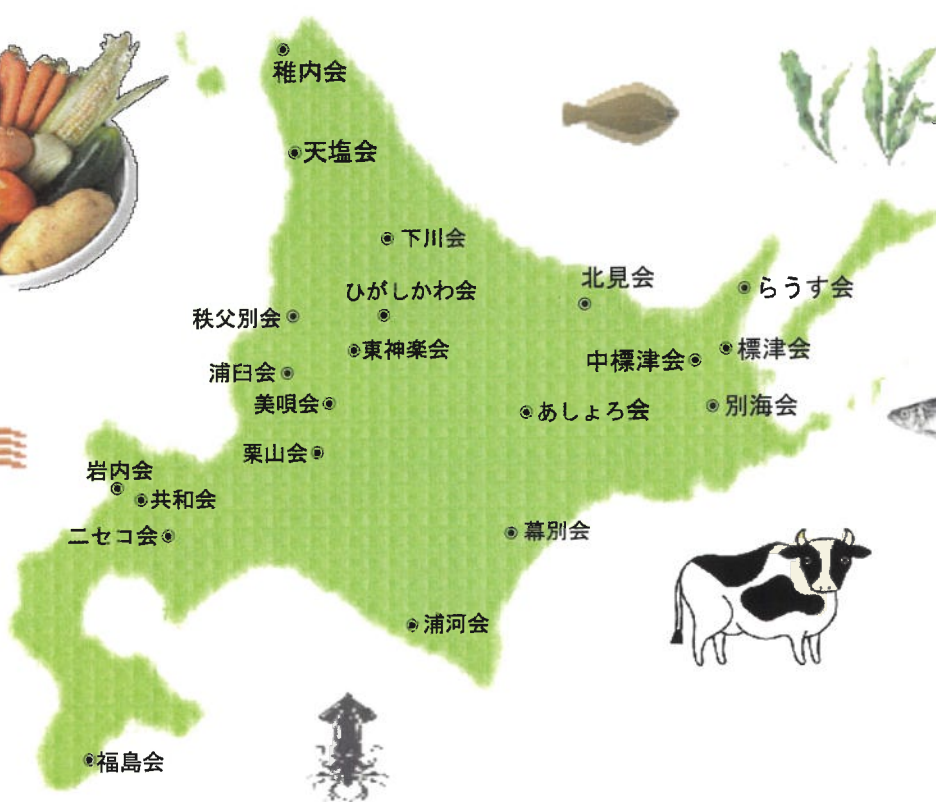 稚内会
天塩会
下川会
北見会
らうす会
ひがしかわ会
秩父別会
東神楽会
標津会
中標津会
浦臼会
美唄会
あしょろ会
別海会
栗山会
岩内会
共和会
ニセコ会
幕別会
浦河会
福島会